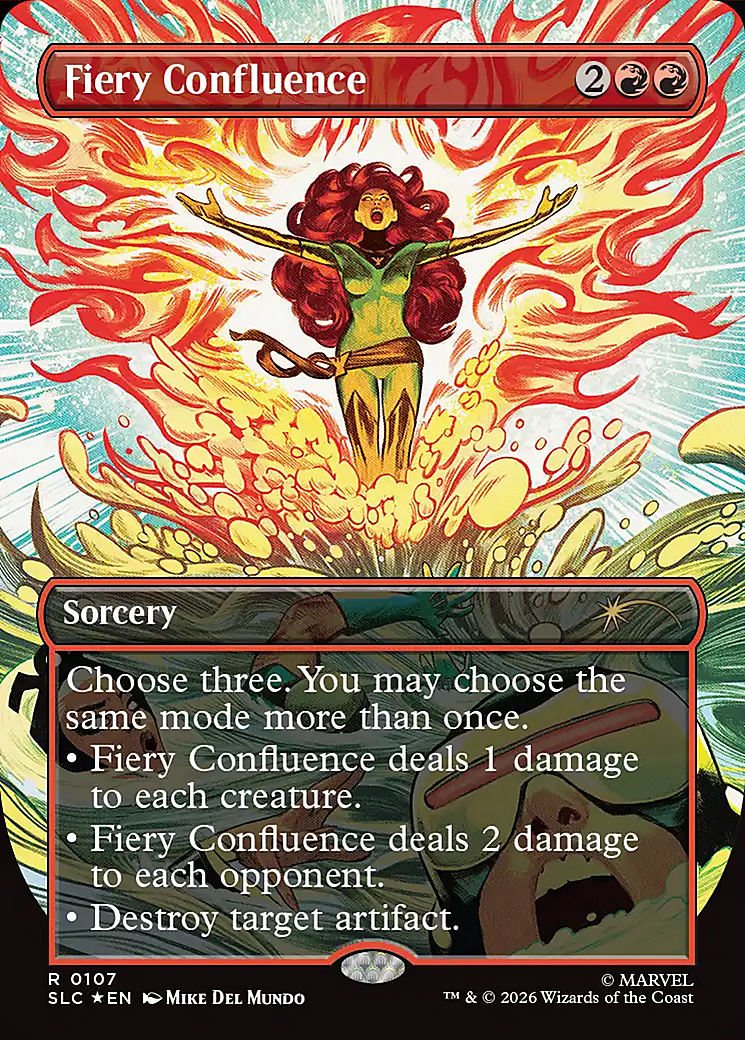 Fiery Confluence 2
Sorcery
Choose three. You may choose the
same mode more than once.
• Fiery Confluence deals 1 damage
to each creature.
• Fiery Confluence deals 2 damage
to each opponent.
• Destroy target artifact.
R 0107
SLC ★ EN Mike Del Mundo
© MARVEL
™ & © 2026 Wizards of the Coast